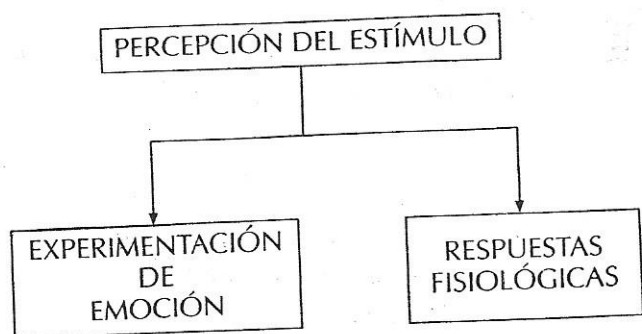 PERCEPCIÓN DEL ESTÍMULO
EXPERIMENTACIÓN
DE
EMOCIÓN
RESPUESTAS
FISIOLÓGICAS